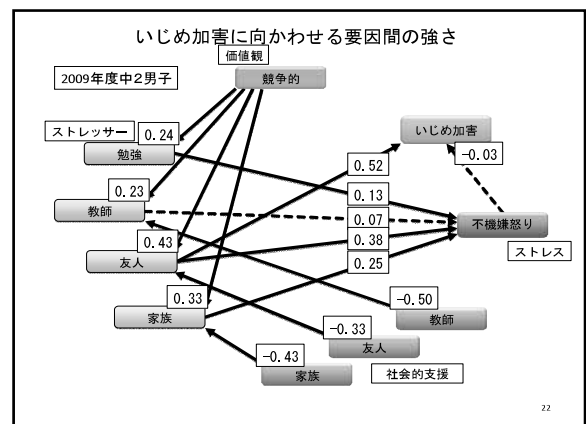 いじめ加害に向かわせる要因間の強さ
価値観
2009年度中2男子
競争的
ストレッサー
0.24
勉強
いじめ加害
-0.03
0.52
0.13
0.23
教師
0.07
不機嫌怒り
0.43
0.38
ストレス
友人
0.25
0.33
家族
-0.50
教師
-0.33
友人
-0.43
家族
社会的支援
22